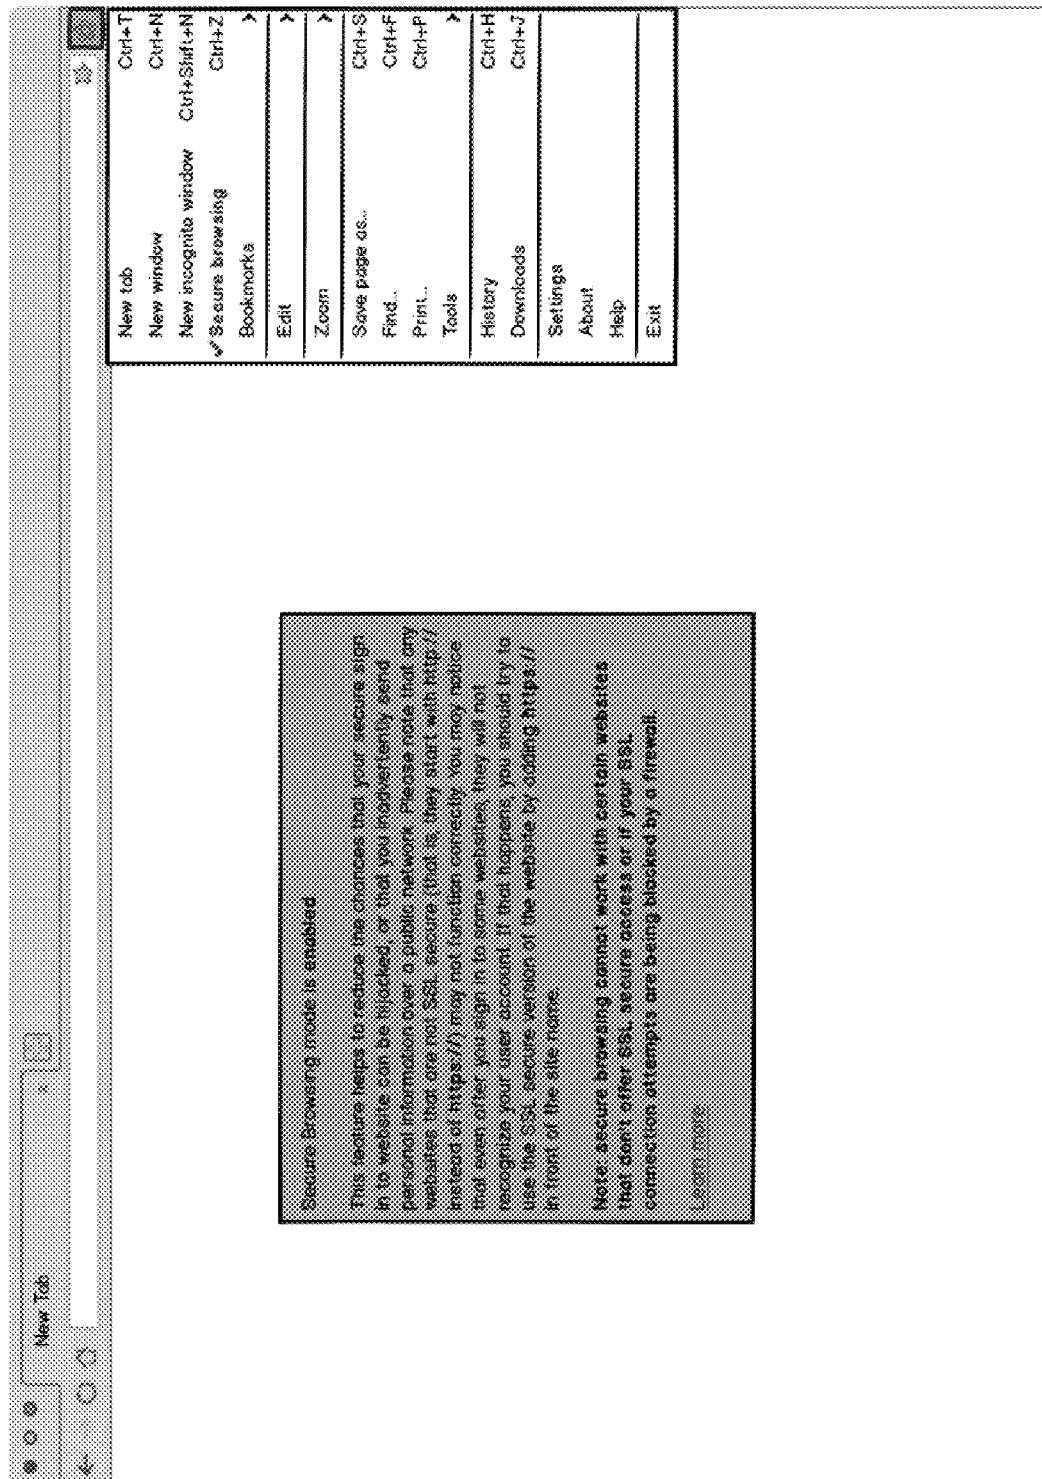 New Tab
×
New tab Ctrl+T
New window Ctrl+N
New incognito window Ctrl+Shift+N
✓Secure browsing Ctrl+Z
Bookmarks
Edit
Zoom
Save page as... Ctrl+S
Find... Ctrl+F
Print... Ctrl+P
Tools
History Ctrl+H
Downloads Ctrl+J
Settings
About
Help
Exit
Secure Browsing mode is enabled.
This feature helps to reduce the chances that your secure sign
in to website can be hijacked, or that you inadvertently send
personal information over a public network. Please note that any
websites that are not SSL secure (that is, they start with http://
instead of https://) may not function correctly. You may notice
that even after you sign in to some websites, they will not
recognize your user account. If that happens, you should try to
use the SSL secure version of the website by adding https://
in front of the site name.
Note secure browsing cannot work with certain websites
that don't offer SSL secure access or if your SSL
connection attempts are being blocked by a firewall.
Learn more